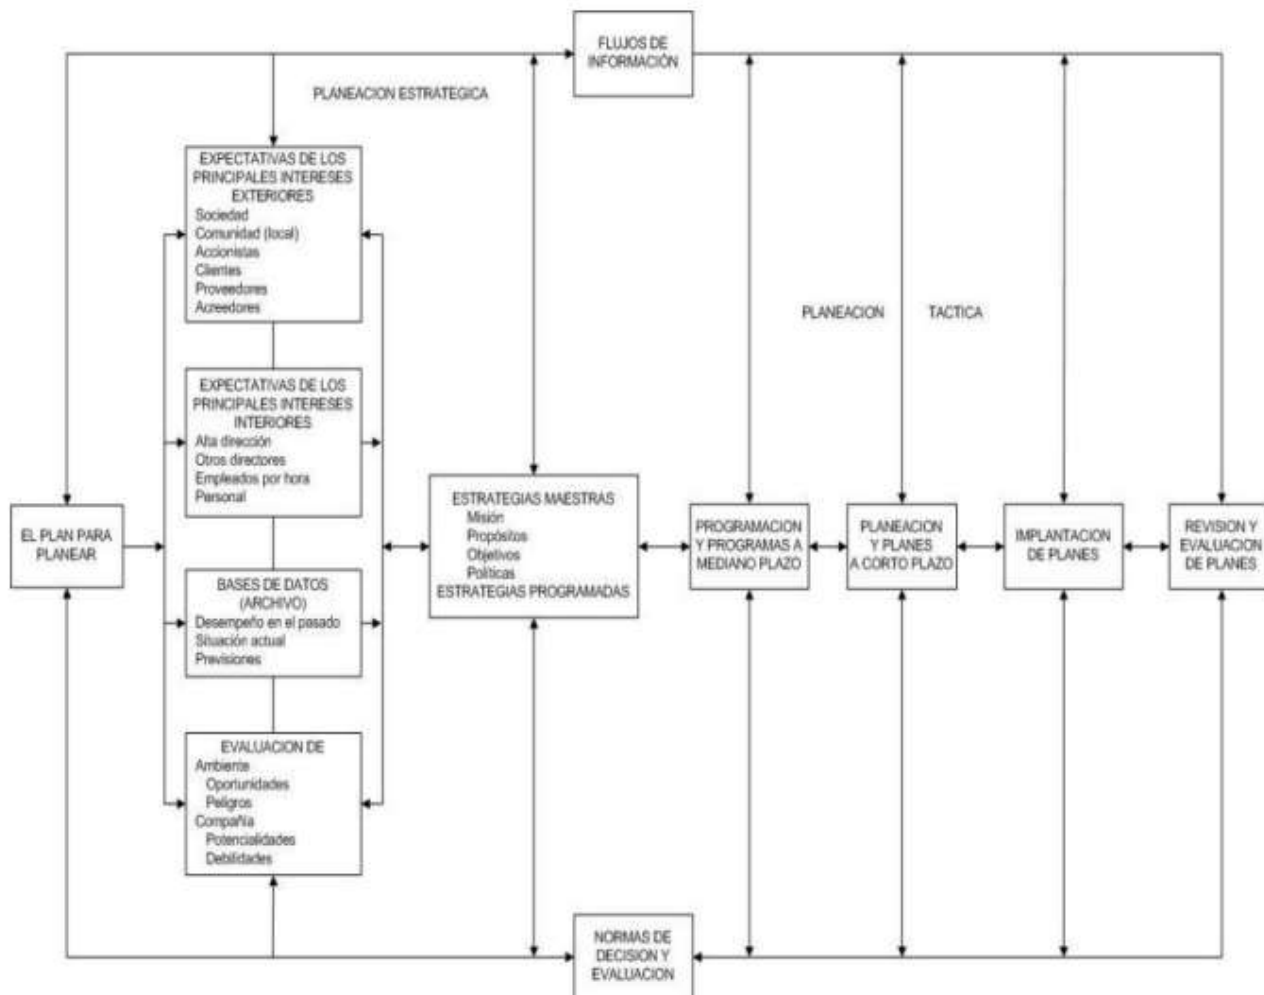 FLUJOS DE
INFORMACIÓN
PLANEACION ESTRATEGICA
EXPECTATIVAS DE LOS
PRINCIPALES INTERESES
EXTERIORES
Sociedad
Comunidad (local)
Accionistas
Clientes
Proveedores
Acreedores
PLANEACION TACTICA
EXPECTATIVAS DE LOS
PRINCIPALES INTERESES
INTERIORES
Alta dirección
Otros directores
Empleados por hora
Personal
EL PLAN PARA
PLANEAR
BASES DE DATOS
(ARCHIVO)
Desempeño en el pasado
Situación actual
Previsiones
EVALUACION DE
Ambiente
Oportunidades
Peligros
CompaÑia
Potencialidades
Debilidades
ESTRATEGIAS MAESTRAS
Misión
Propósitos
Objetivos
Políticas
ESTRATEGIAS PROGRAMADAS
PROGRAMACION
Y PROGRAMAS A
MEDIANO PLAZO
PLANEACION
Y PLANES
A CORTO PLAZO
IMPLANTACION
DE PLANES
REVISION Y
EVALUACION
DE PLANES
NORMAS DE
DECISION Y
EVALUACION